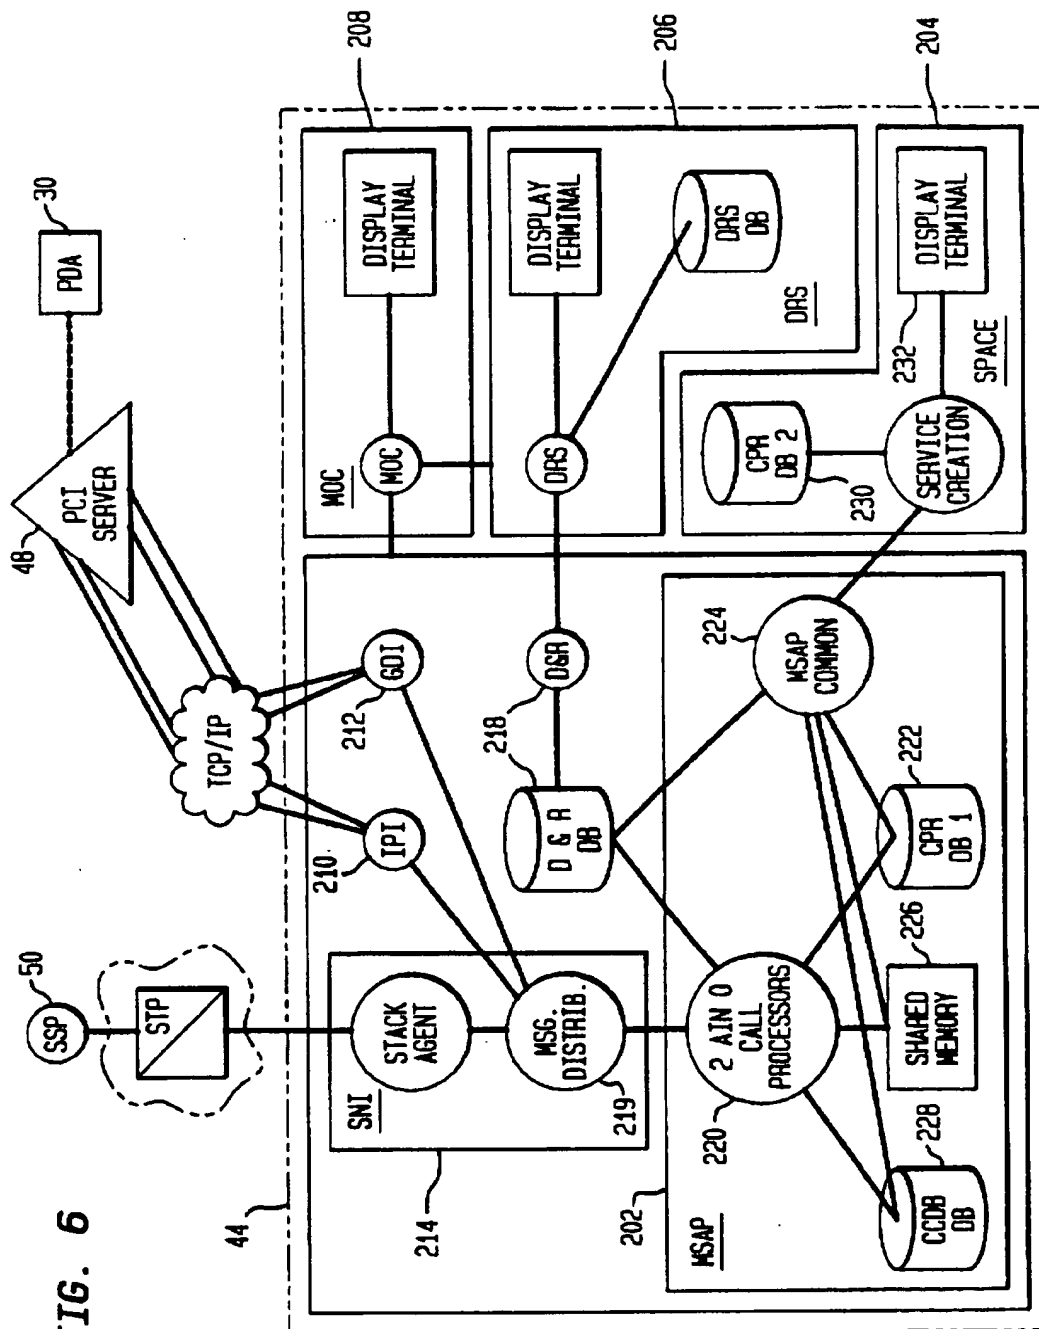 FIG. 6
SSP
50
STP
44
SNI
STACK
AGENT
MSG.
DISTRIB.
219
214
TCP/IP
48
PCI
SERVER
PDA
30
IPI
210
GDI
212
D & R
DB
218
D&R
MOC
MOC
DISPLAY
TERMINAL
208
DRS
DISPLAY
TERMINAL
DRS
DB
DRS
206
202
MSAP
2 AIN 0
CALL
PROCESSORS
220
MSAP
COMMON
224
CCDB
DB
228
SHARED
MEMORY
226
CPR
DB 1
222
CPR
DB 2
230
SERVICE
CREATION
DISPLAY
TERMINAL
232
SPACE
204